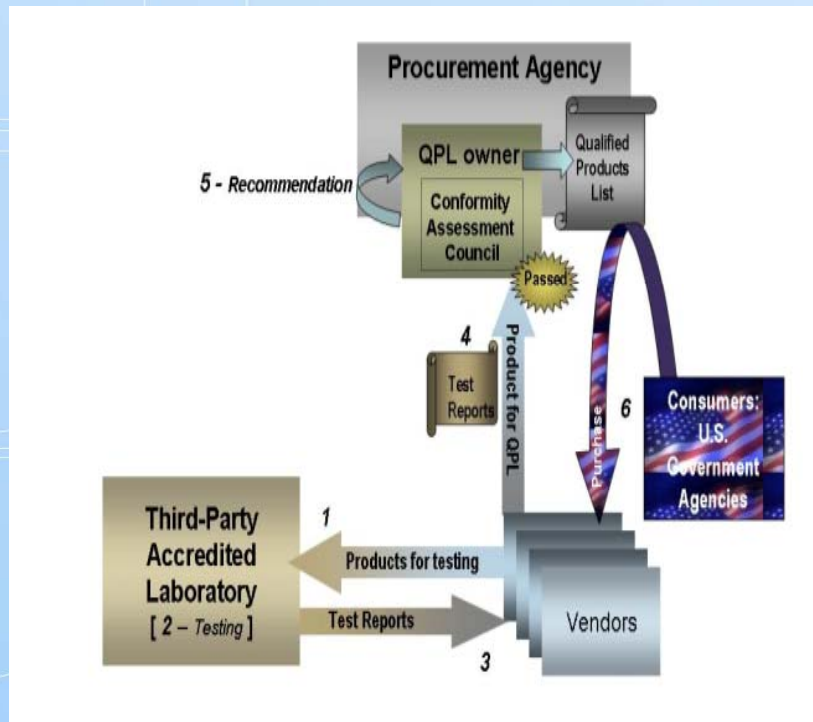 Procurement Agency
QPL owner
Conformity
Assessment
Council
Qualified
Products
List
5 - Recommendation
Passed
4
Test
Reports
Product for QPL
Purchase
6
Consumers:
U.S.
Government
Agencies
Third-Party
Accredited
Laboratory
[ 2 – Testing ]
1
Products for testing
Test Reports
3
Vendors